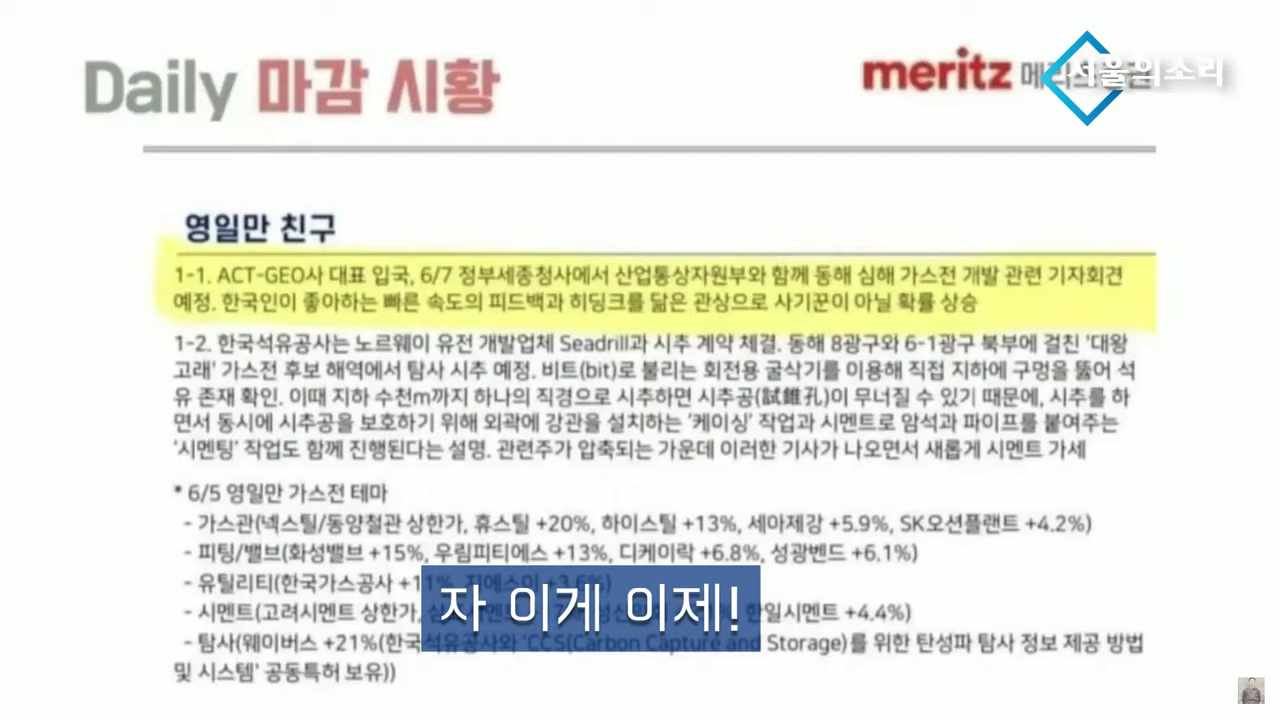 Daily 마감 시황
meritz
서울의소리
영일만 친구
1-1. ACT-GEO사 대표 입국, 6/7 정부세종청사에서 산업통상자원부와 함께 동해 심해 가스전 개발 관련 기자회견
예정. 한국인이 좋아하는 빠른 속도의 피드백과 히딩크를 닮은 관상으로 사기꾼이 아닐 확률 상승
1-2. 한국석유공사는 노르웨이 유전 개발업체 Seadrill과 시추 계약 체결. 동해 8광구와 6-1광구 북부에 걸친 '대왕
고래' 가스전 후보 해역에서 탐사 시추 예정. 비트(bit)로 불리는 회전용 굴삭기를 이용해 직접 지하에 구멍을 뚫어 석
유 존재 확인. 이때 지하 수천m까지 하나의 직경으로 시추하면 시추공(試錐孔)이 무너질 수 있기 때문에, 시추를 하
면서 동시에 시추공을 보호하기 위해 외곽에 강관을 설치하는 '케이싱' 작업과 시멘트로 암석과 파이프를 붙여주는
'시멘팅' 작업도 함께 진행된다는 설명. 관련주가 압축되는 가운데 이러한 기사가 나오면서 새롭게 시멘트 가세
* 6/5 영일만 가스전 테마
- 가스관(넥스틸/동양철관 상한가, 휴스틸 +20%, 하이스틸 +13%, 세아제강 +5.9%, SK오션플랜트 +4.2%)
- 피팅/밸브(화성밸브 +15%, 우림피티에스 +13%, 디케이락 +6.8%, 성광벤드 +6.1%)
- 유틸리티(한국가스공사 +11%, 지에스이 +3.6%)
- 시멘트(고려시멘트 상한가, 한일시멘트 +4.4%)
- 탐사(웨이버스 +21%(한국석유공사와 'CCS(Carbon Capture and Storage)를 위한 탄성파 탐사 정보 제공 방법
및 시스템' 공동특허 보유))
자 이게 이제!